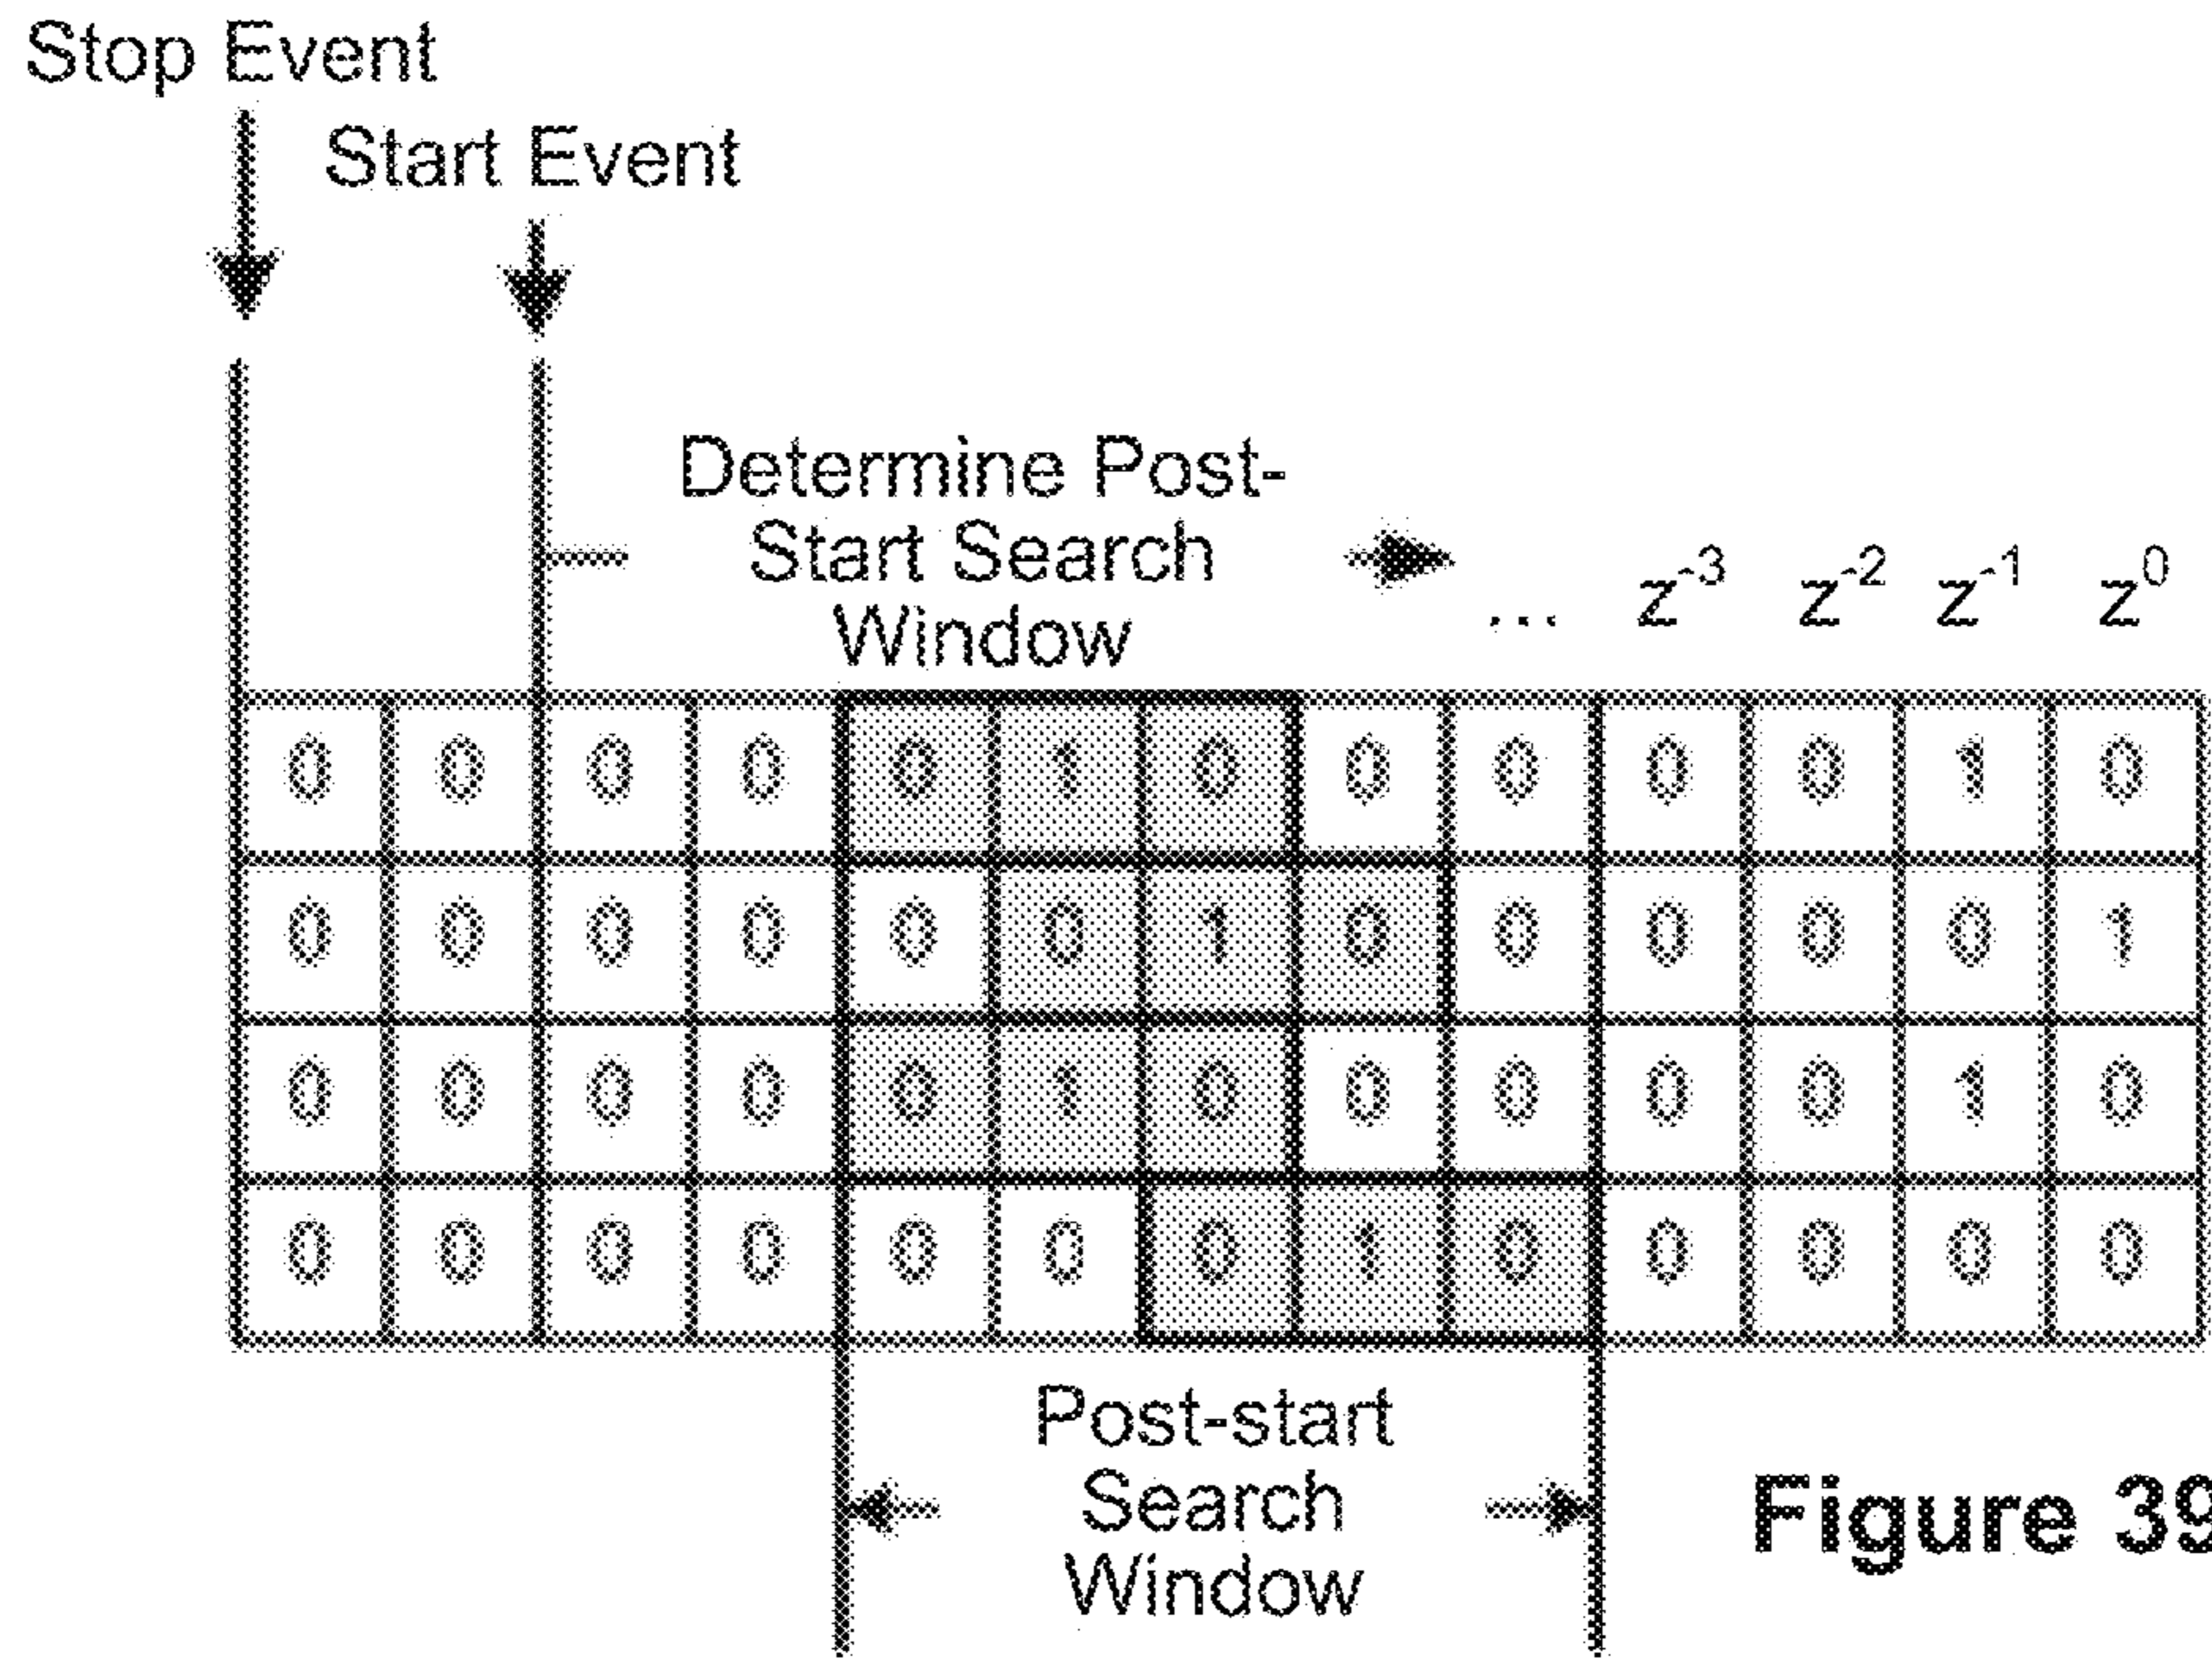 Stop Event
Start Event
Determine Post-
Start Search
Window
... z⁻³ z⁻² z⁻¹ z⁰
0 0 0 0 0 1 0 0 0 0 0 1 0
0 0 0 0 0 0 1 0 0 0 0 0 1
0 0 0 0 0 1 0 0 0 0 0 1 0
0 0 0 0 0 0 0 1 0 0 0 0 0
Post-start
Search
Window
Figure 39